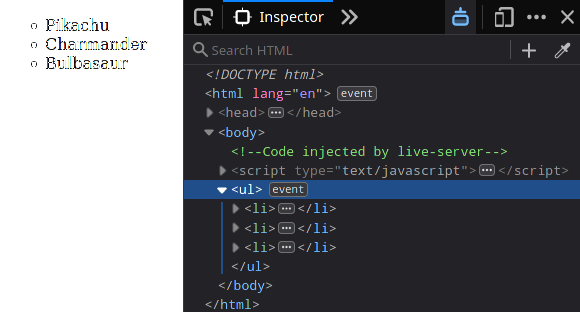 Pikachu
Charmander
Bulbasaur
Inspector
Search HTML
<!DOCTYPE html>
<html lang="en"> event
<head>⋯</head>
<body>
<!--Code injected by live-server-->
<script type="text/javascript">⋯</script>
<ul> event
<li>⋯</li>
<li>⋯</li>
<li>⋯</li>
</ul>
</body>
</html>